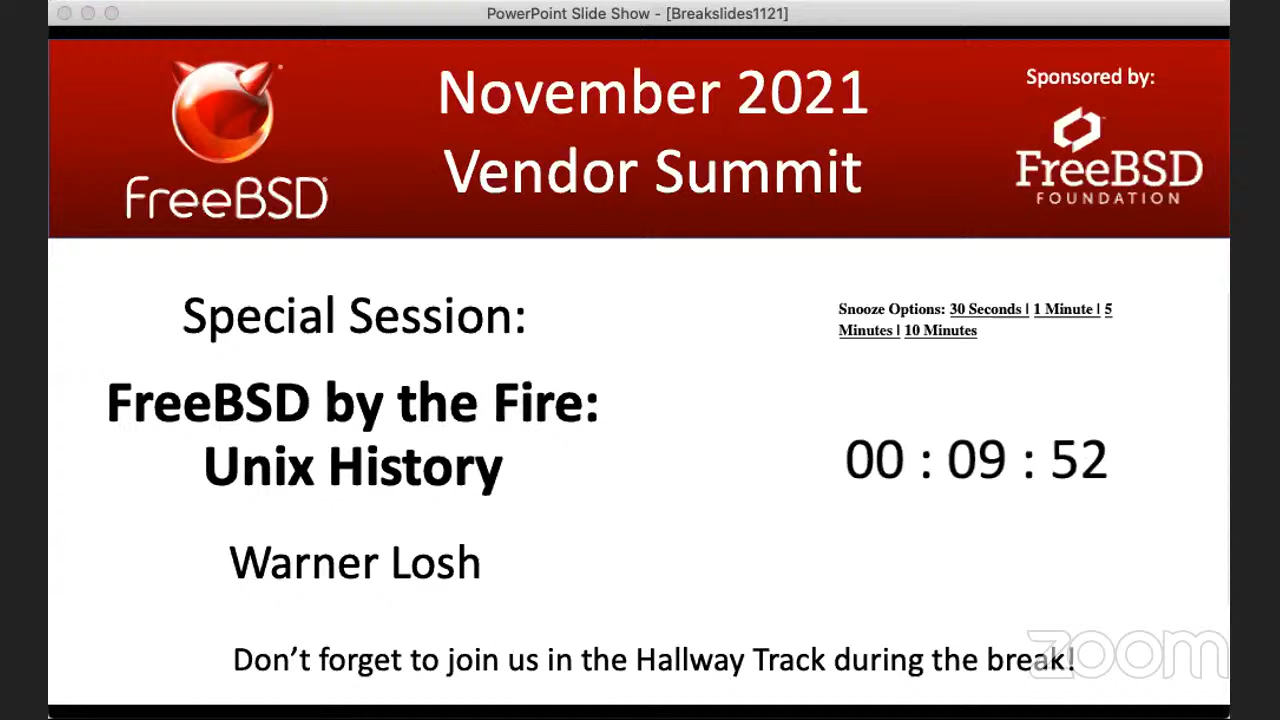 PowerPoint Slide Show - [Breakslides1121]
FreeBSD
November 2021
Vendor Summit
Sponsored by:
FreeBSD
FOUNDATION
Special Session:
FreeBSD by the Fire:
Unix History
Warner Losh
Snooze Options: 30 Seconds | 1 Minute | 5
Minutes | 10 Minutes
00 : 09 : 52
Don’t forget to join us in the Hallway Track during the break!
zoom